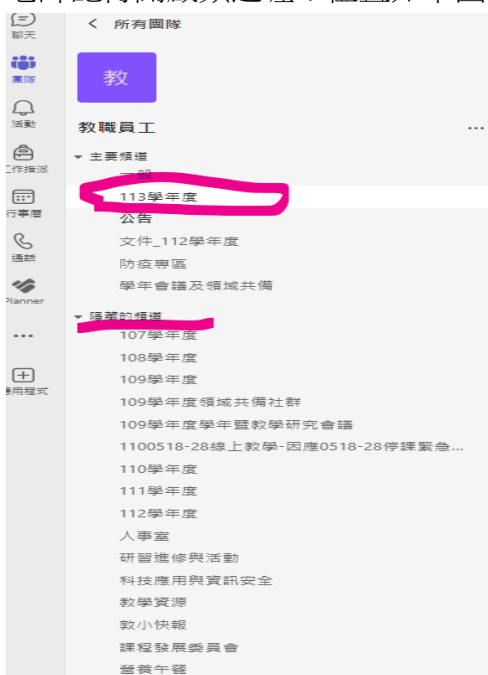 聊天
所有團隊
團隊
教
活動
教職員工
...
主要頻道
工作指派
一般
113學年度
行事曆
公告
文件_112學年度
通話
防疫專區
學年會議及領域共備
Planner
隱藏的頻道
107學年度
...
108學年度
109學年度
應用程式
109學年度領域共備社群
109學年度學年暨教學研究會議
1100518-28線上教學-因應0518-28停課緊急...
110學年度
111學年度
112學年度
人事室
研習進修與活動
科技應用與資訊安全
教學資源
敦小快報
課程發展委員會
營養午餐